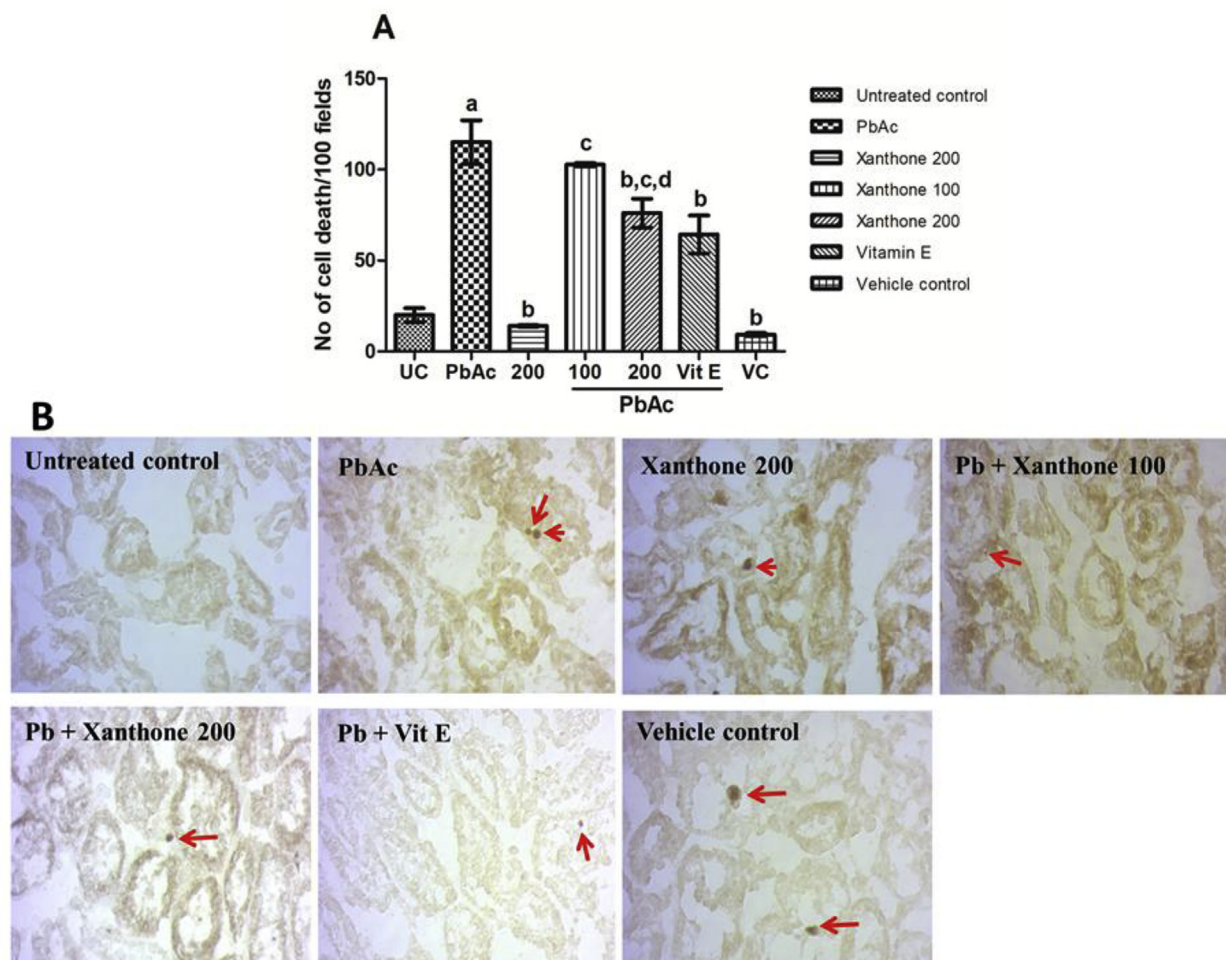 A
No of cell death/100 fields
150
100
50
0
a
b
c
b,c,d
b
b
UC PbAc 200 100 200 Vit E VC
PbAc
Untreated control
PbAc
Xanthone 200
Xanthone 100
Xanthone 200
Vitamin E
Vehicle control
B
Untreated control
PbAc
Xanthone 200
Pb + Xanthone 100
Pb + Xanthone 200
Pb + Vit E
Vehicle control